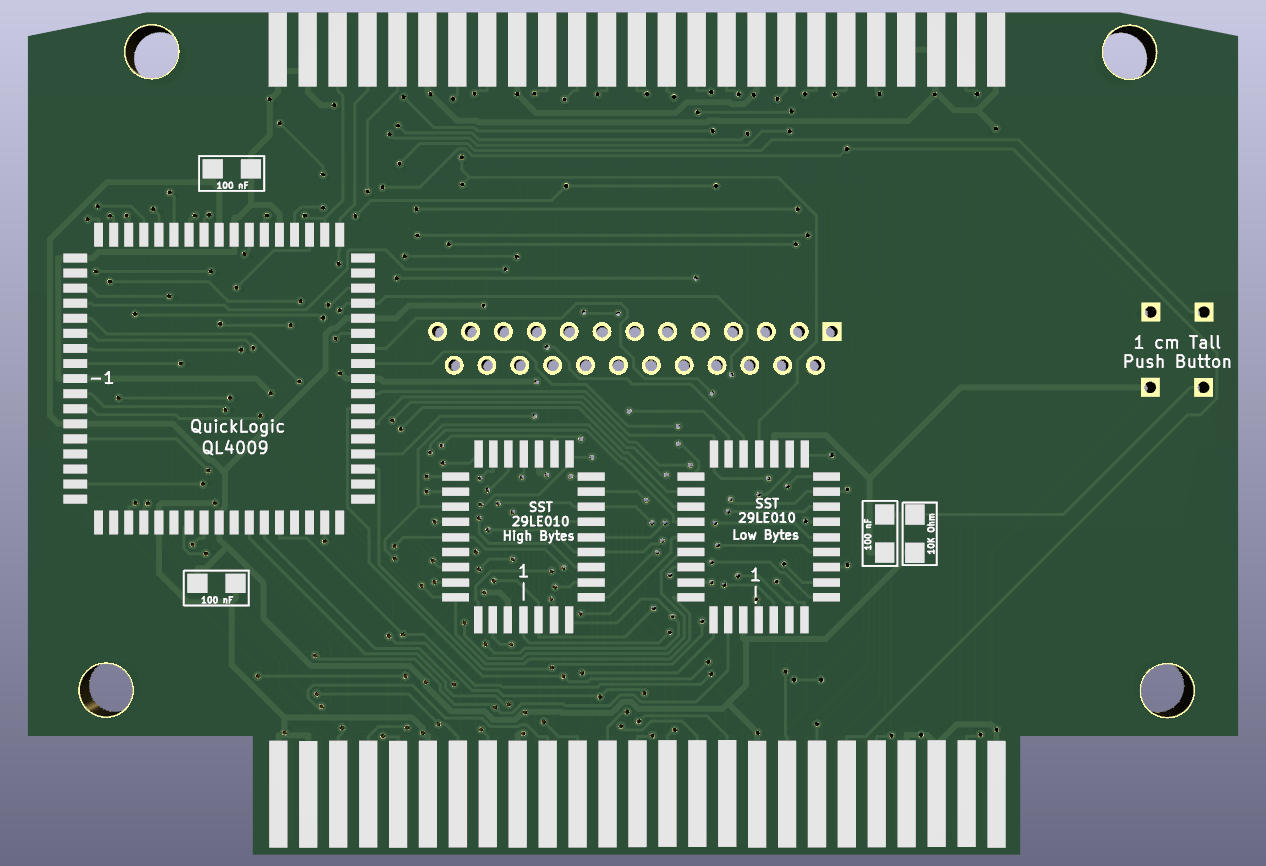 100 nF
1 cm Tall
Push Button
-1
QuickLogic
QL4009
SST
29LE010
High Bytes
1
SST
29LE010
Low Bytes
1
100 nF
10K Ohm
100 nF